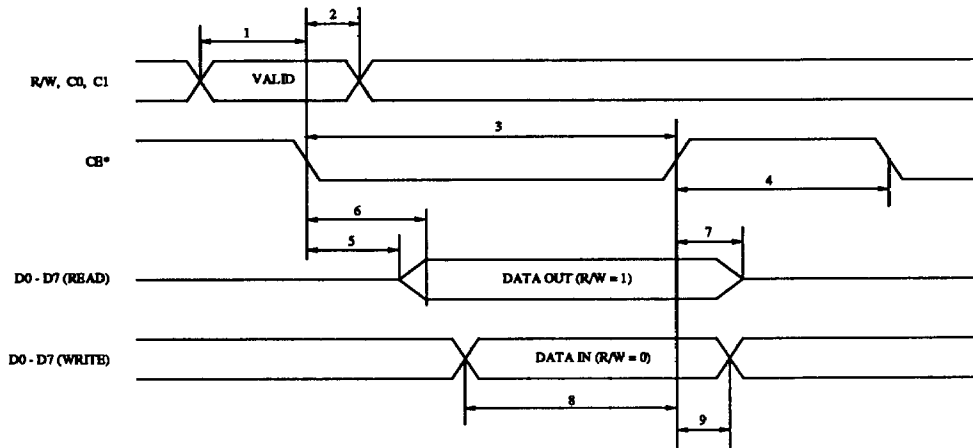 1
2
R/W, C0, C1
VALID
3
CE*
4
6
5
7
D0 - D7 (READ)
DATA OUT (R/W = 1)
D0 - D7 (WRITE)
DATA IN (R/W = 0)
8
9